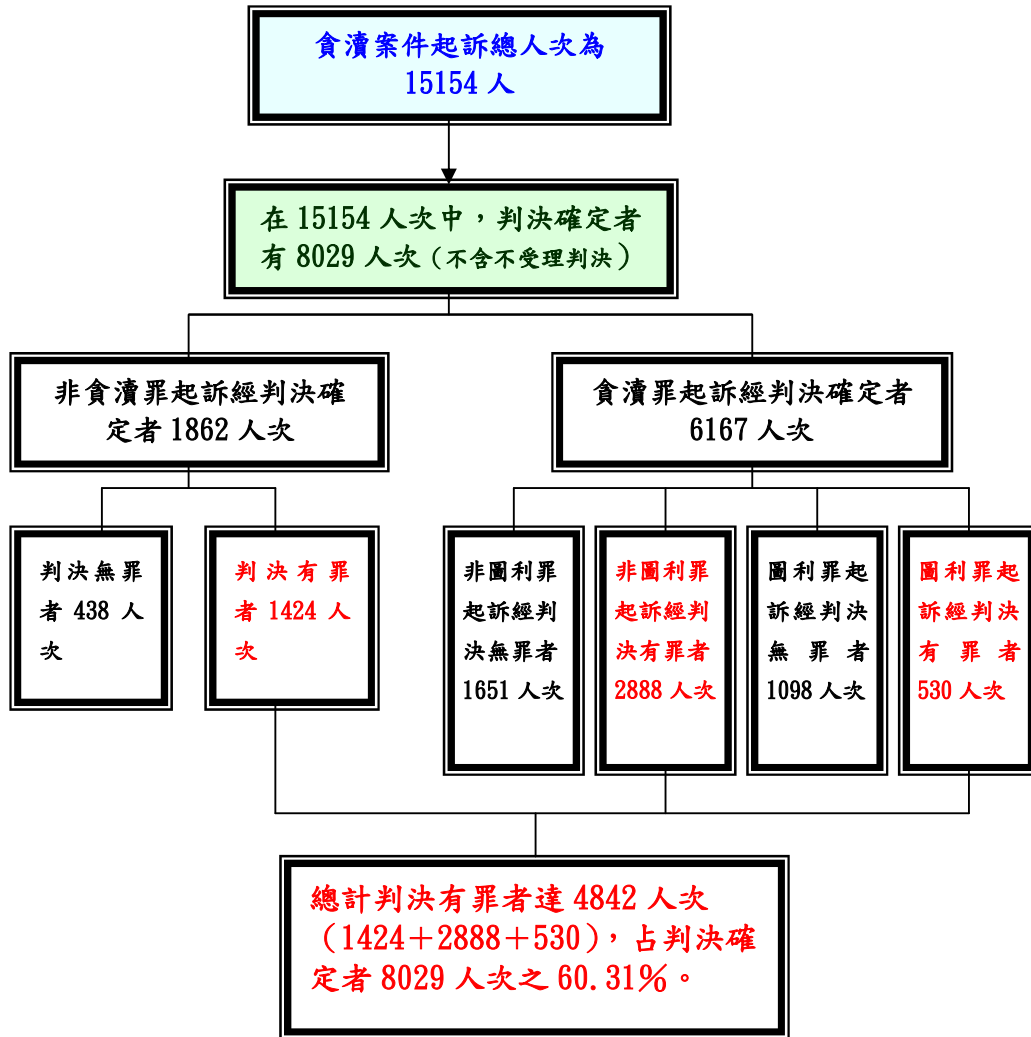 貪瀆案件起訴總人次為
15154 人
在 15154 人次中，判決確定者
有 8029 人次（不含不受理判決）
非貪瀆罪起訴經判決確
定者 1862 人次
貪瀆罪起訴經判決確定者
6167 人次
判決無罪
者 438 人
次
判決有罪
者 1424 人
次
非圖利罪
起訴經判
決無罪者
1651 人次
非圖利罪
起訴經判
決有罪者
2888 人次
圖利罪起
訴經判決
無罪者
1098 人次
圖利罪起
訴經判決
有罪者
530 人次
總計判決有罪者達 4842 人次
（1424＋2888＋530），占判決確
定者 8029 人次之 60.31％。